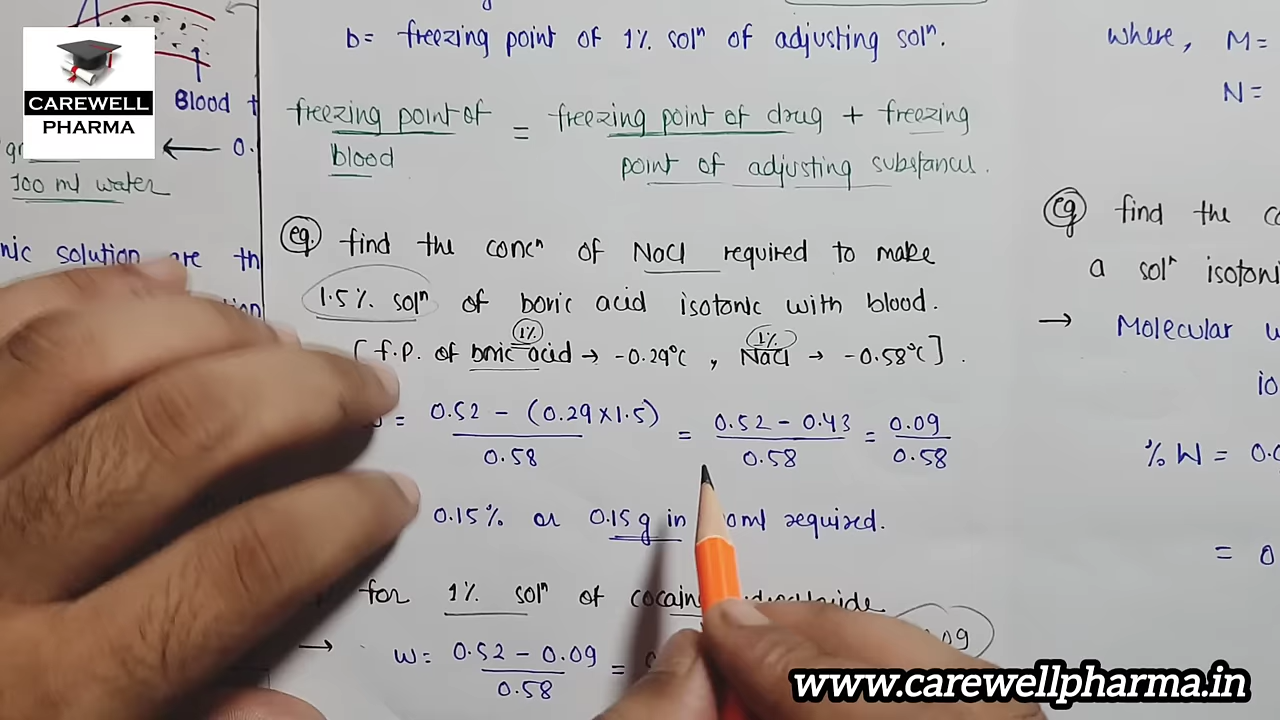 b= freezing point of 1% solⁿ of adjusting solⁿ.
where, M=
N=
CAREWELL
PHARMA
Blood
0.
100 ml water
freezing point of blood = freezing point of drug + freezing point of adjusting substances.
nic solution are th
eg. find the concⁿ of NaCl required to make
1.5% solⁿ of boric acid isotonic with blood.
[f.p. of 1% boric acid → -0.29°C, 1% NaCl → -0.58°C].
= 0.52 - (0.29×1.5) / 0.58 = 0.52 - 0.43 / 0.58 = 0.09 / 0.58
0.15% or 0.15g in required.
for 1% solⁿ of
→ w= 0.52 - 0.09 / 0.58 =
eg find the
a solⁿ
→ Molecular
% W = 0.
= 0
www.carewellpharma.in